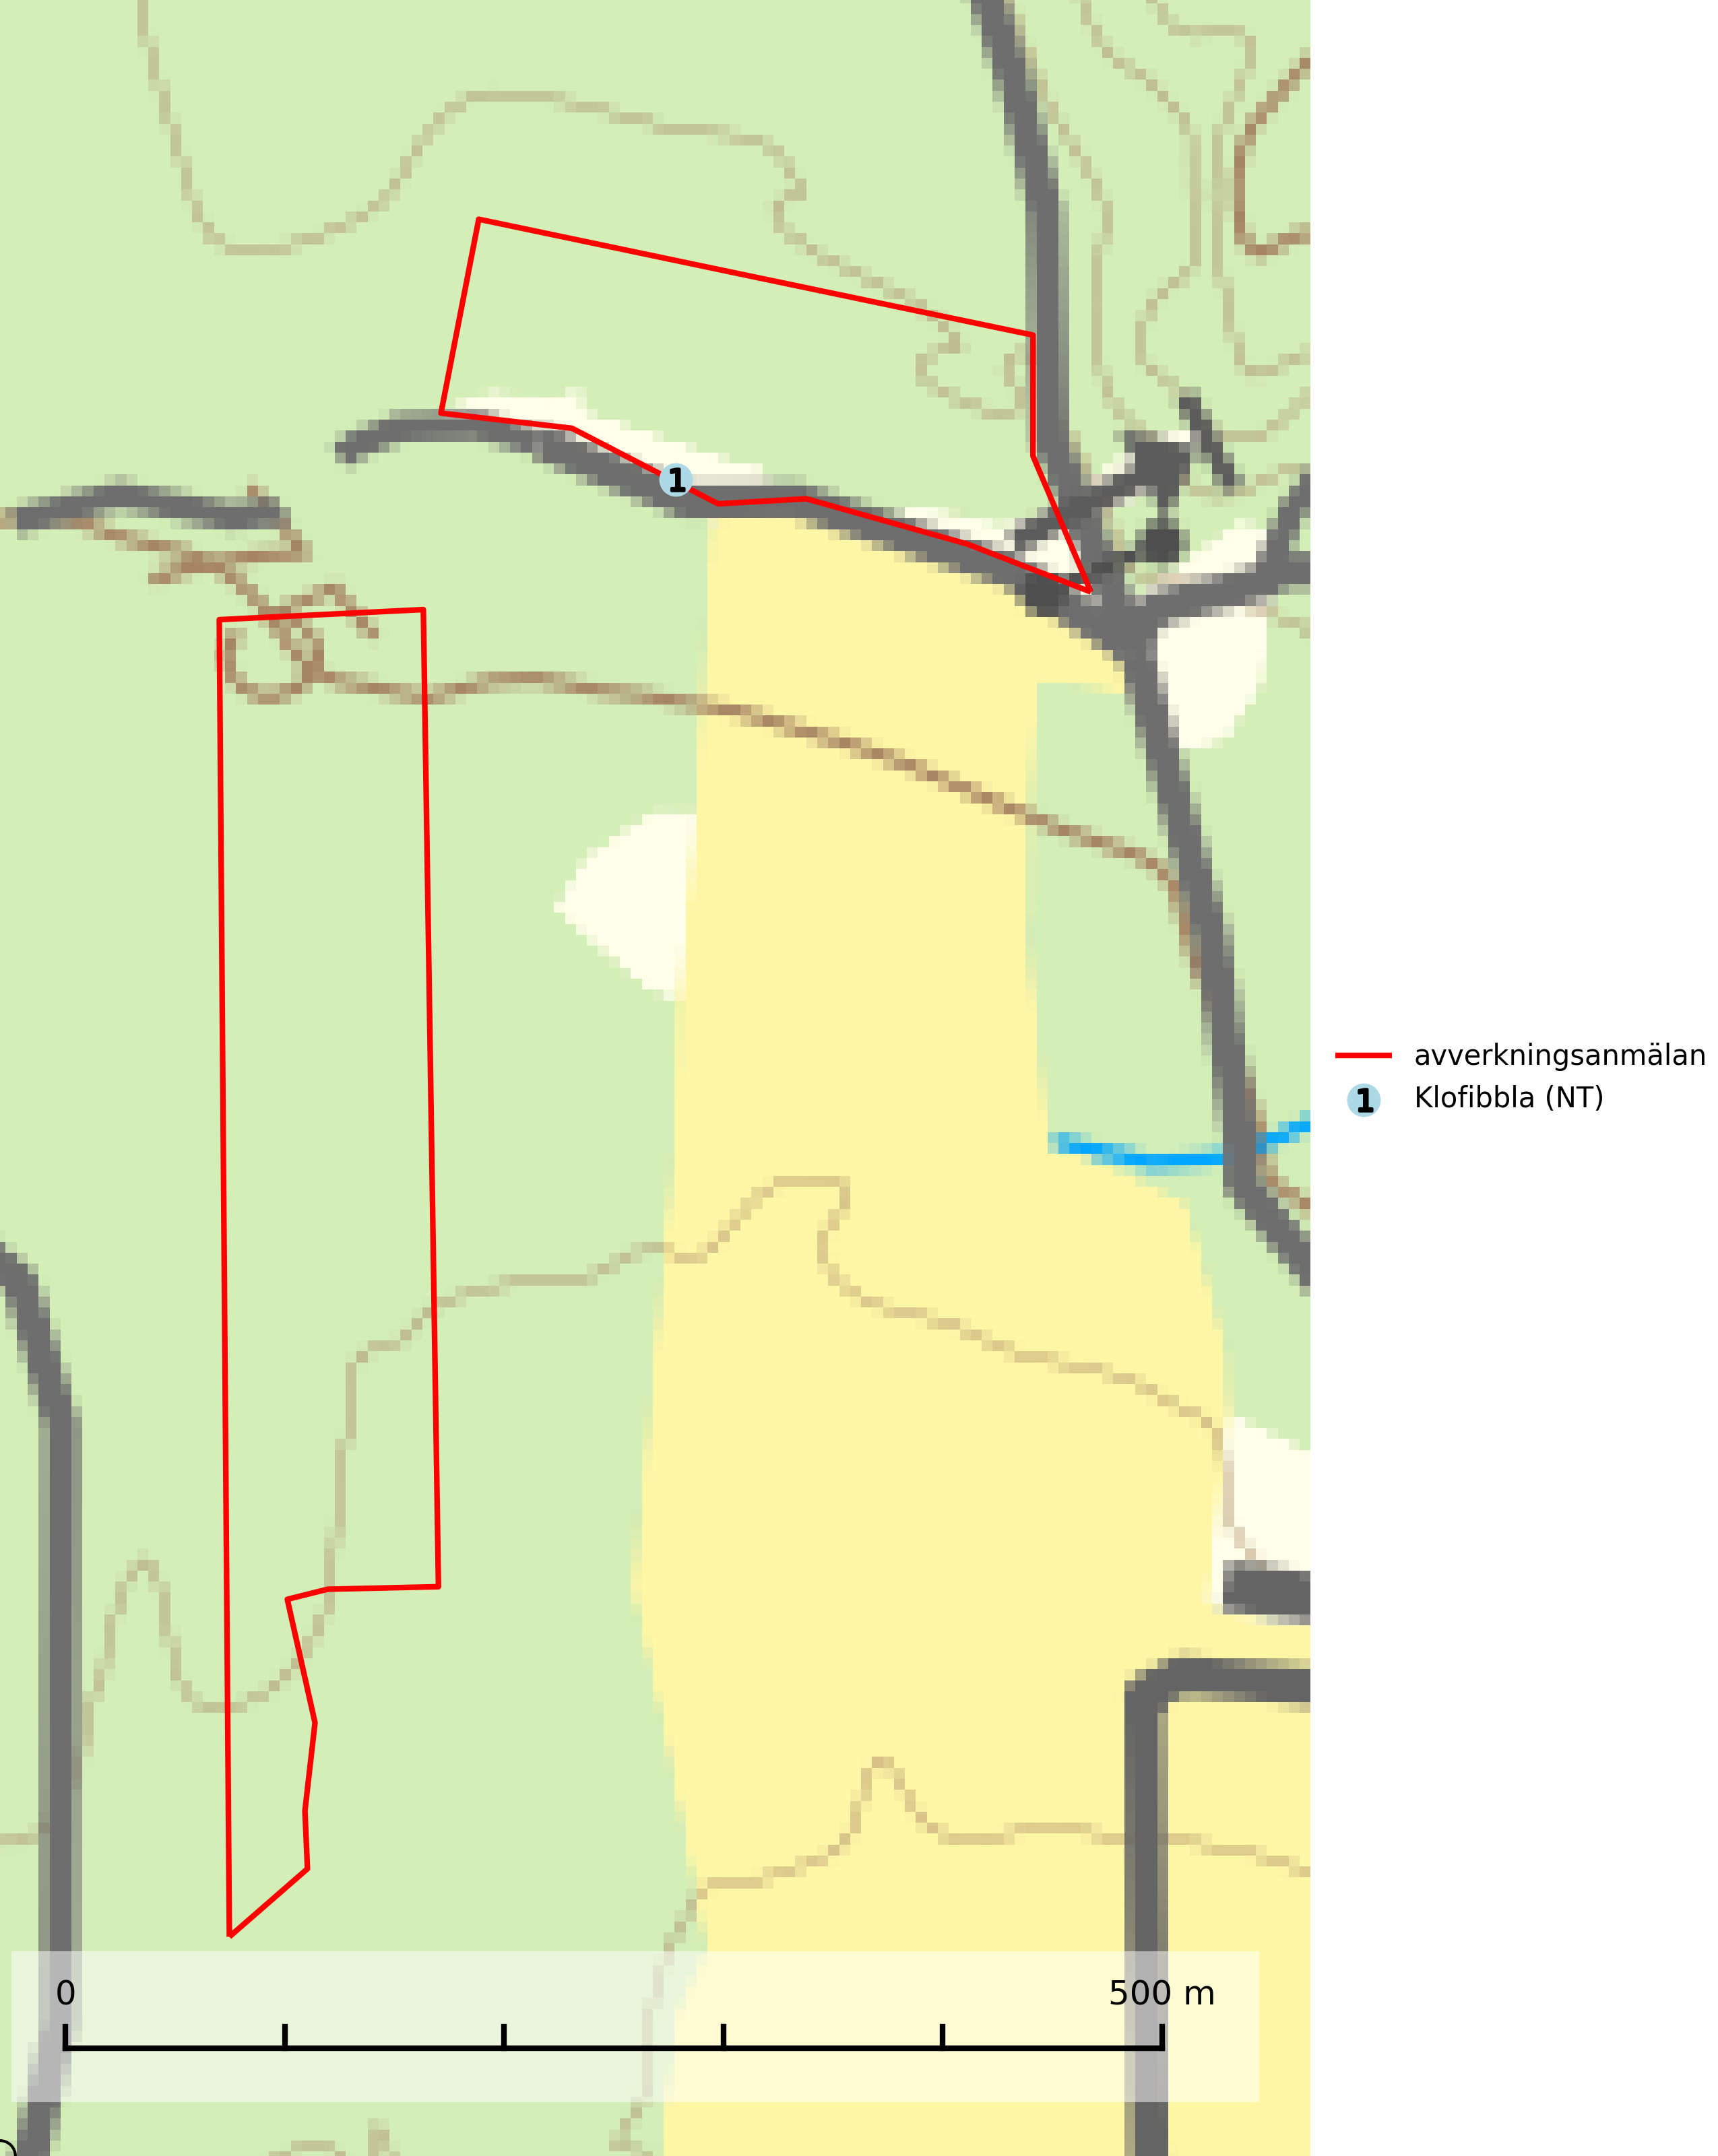 1
avverkningsanmälan
1 Klofibbla (NT)
0 500 m